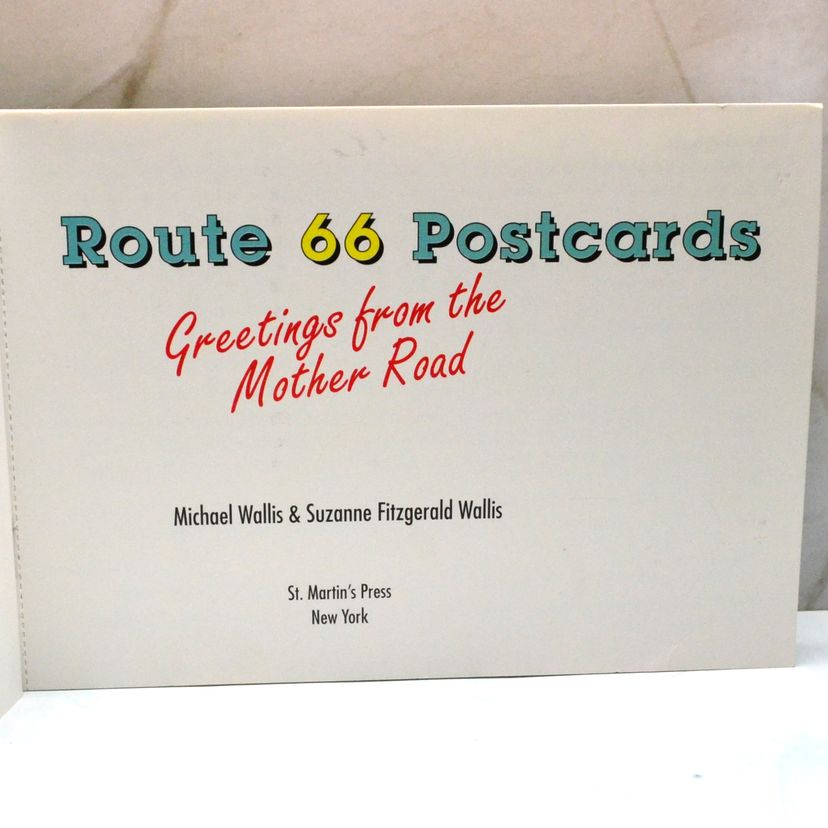 Route 66 Postcards
Greetings from the
Mother Road
Michael Wallis & Suzanne Fitzgerald Wallis
St. Martin's Press
New York